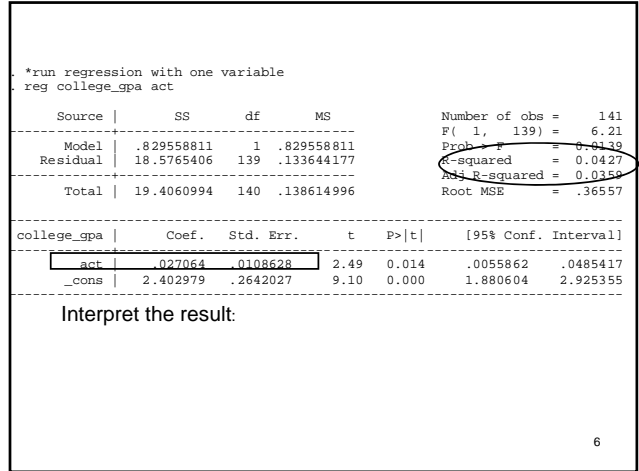 . *run regression with one variable
. reg college_gpa act
Source | SS df MS Number of obs = 141
-------------+------------------------------ F( 1, 139) = 6.21
Model | .829558811 1 .829558811 Prob > F = 0.0139
Residual | 18.5765406 139 .133644177 R-squared = 0.0427
-------------+------------------------------ Adj R-squared = 0.0359
Total | 19.4060994 140 .138614996 Root MSE = .36557
college_gpa | Coef. Std. Err. t P>|t| [95% Conf. Interval]
act | .027064 .0108628 2.49 0.014 .0055862 .0485417
_cons | 2.402979 .2642027 9.10 0.000 1.880604 2.925355
Interpret the result:
6